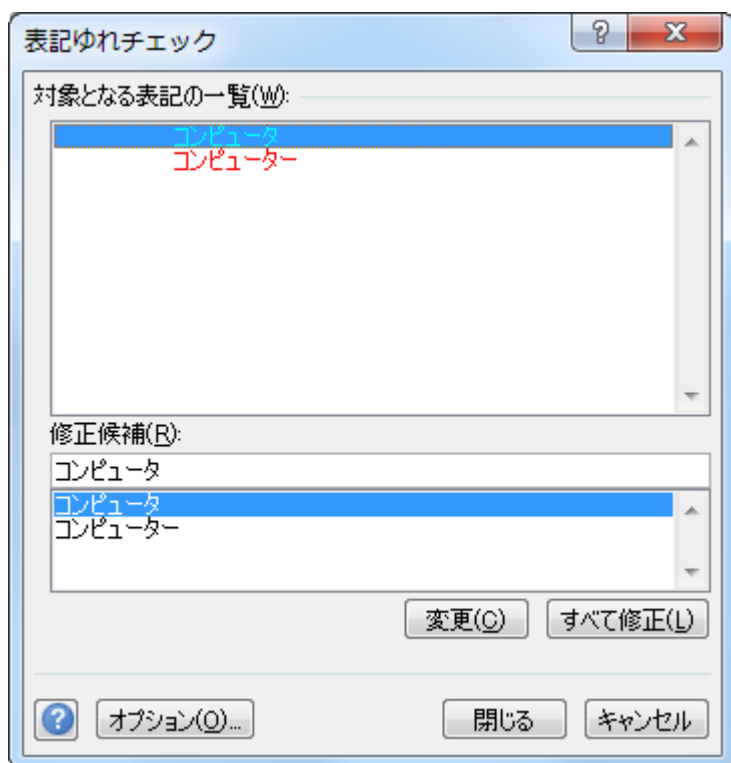 表記ゆれチェック
対象となる表記の一覧(W):
コンピュータ
コンピューター
修正候補(R):
コンピュータ
コンピュータ
コンピューター
変更(C) すべて修正(L)
オプション(O)... 閉じる キャンセル